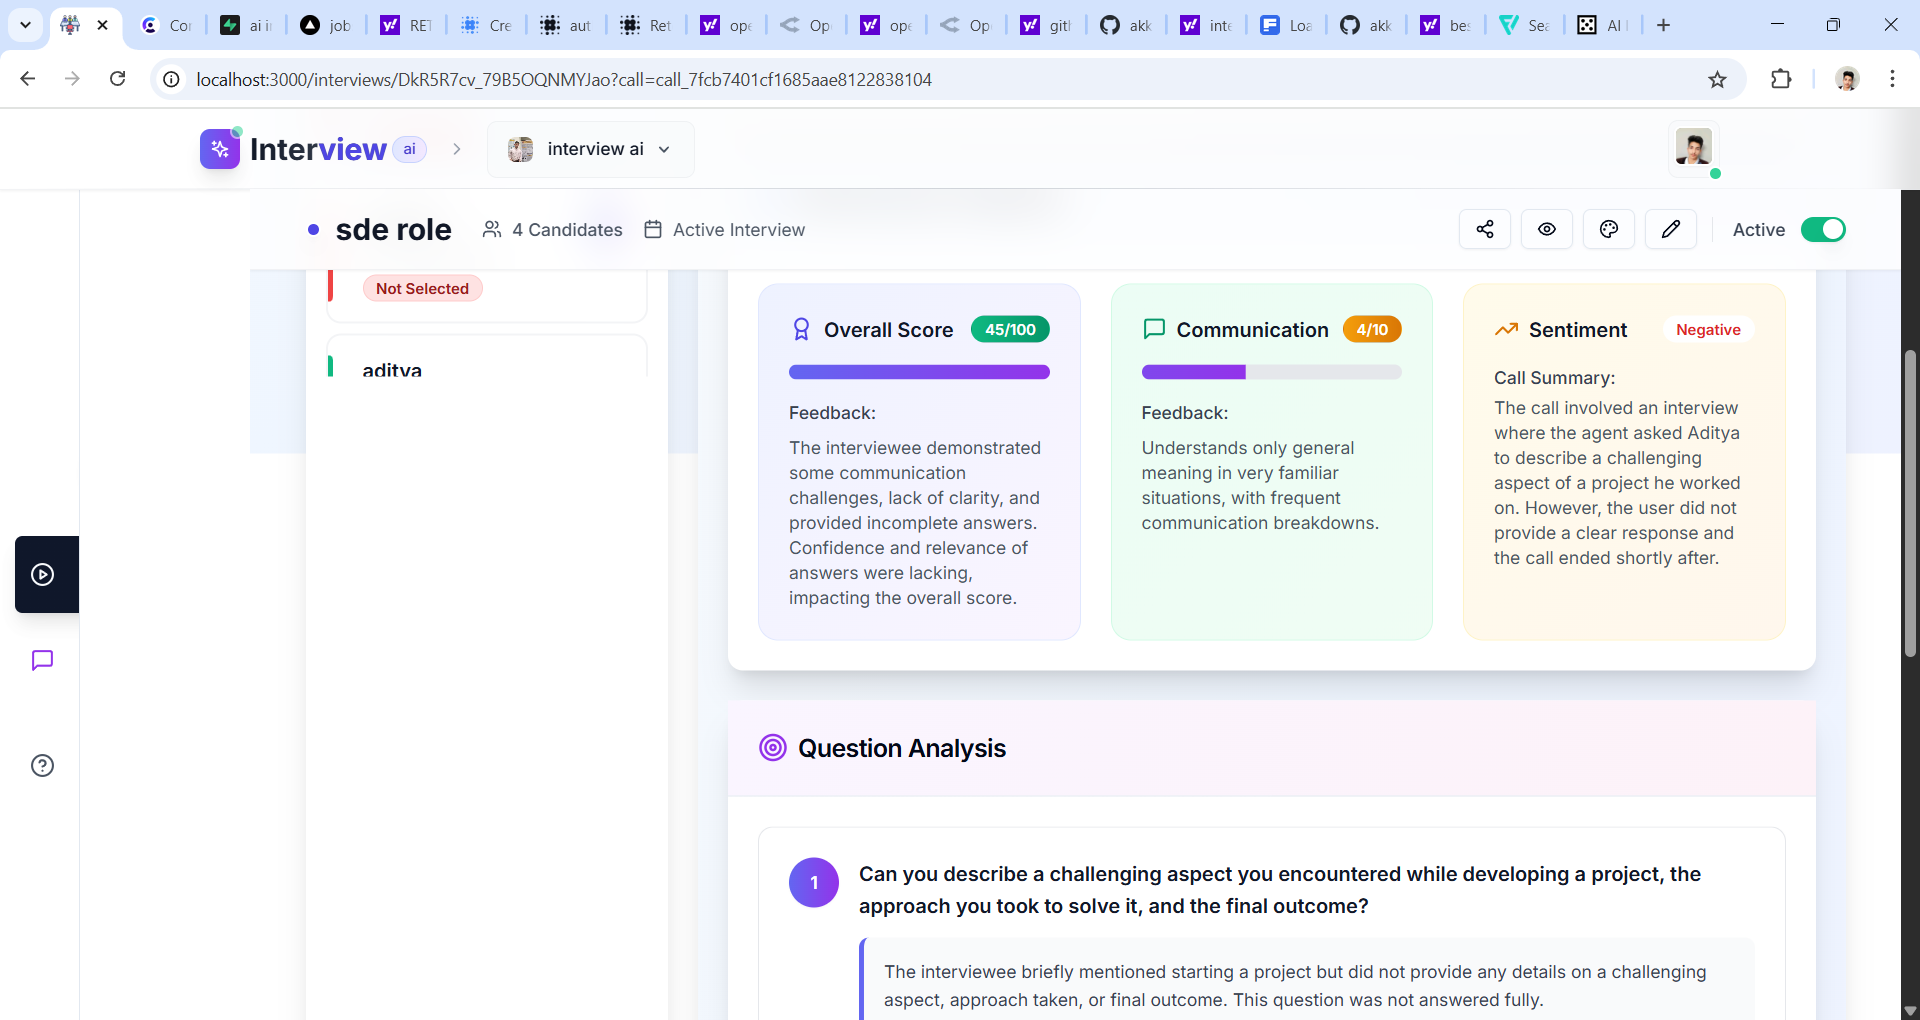 Cor
ai i
job
RET
Cre
aut
Ret
ope
Op
ope
Op
gitl
akk
inte
Loa
akk
bes
Sea
AI I
localhost:3000/interviews/DkR5R7cv_79B5OQNMYJao?call=call_7fcb7401cf1685aae8122838104
Interview ai
interview ai
sde role
4 Candidates
Active Interview
Active
Not Selected
aditya
Overall Score
45/100
Feedback:
The interviewee demonstrated
some communication
challenges, lack of clarity, and
provided incomplete answers.
Confidence and relevance of
answers were lacking,
impacting the overall score.
Communication
4/10
Feedback:
Understands only general
meaning in very familiar
situations, with frequent
communication breakdowns.
Sentiment
Negative
Call Summary:
The call involved an interview
where the agent asked Aditya
to describe a challenging
aspect of a project he worked
on. However, the user did not
provide a clear response and
the call ended shortly after.
Question Analysis
1
Can you describe a challenging aspect you encountered while developing a project, the
approach you took to solve it, and the final outcome?
The interviewee briefly mentioned starting a project but did not provide any details on a challenging
aspect, approach taken, or final outcome. This question was not answered fully.